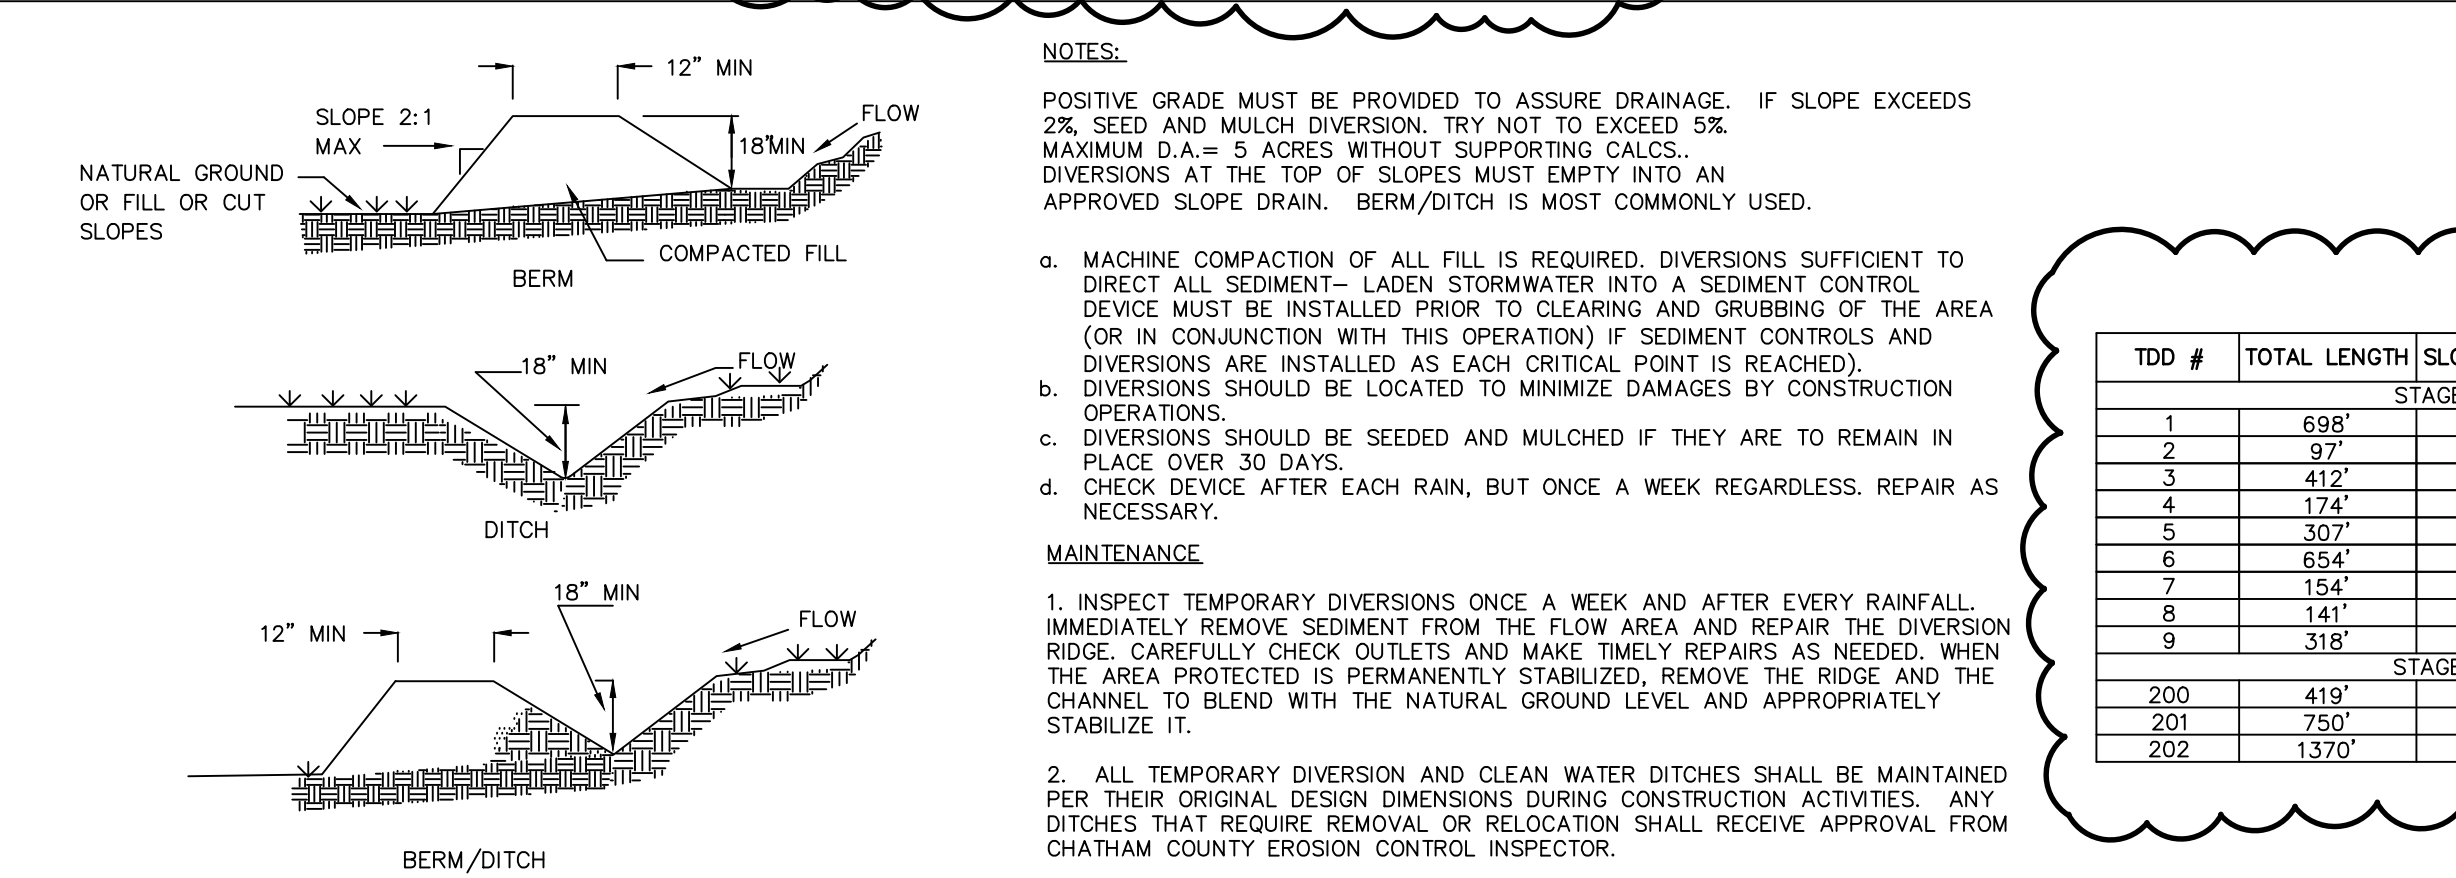 12” MIN
SLOPE 2:1
MAX
FLOW
18”MIN
NATURAL GROUND
OR FILL OR CUT
SLOPES
COMPACTED FILL
BERM
18” MIN
FLOW
DITCH
18” MIN
12” MIN
FLOW
BERM/DITCH
NOTES:
POSITIVE GRADE MUST BE PROVIDED TO ASSURE DRAINAGE. IF SLOPE EXCEEDS
2%, SEED AND MULCH DIVERSION. TRY NOT TO EXCEED 5%.
MAXIMUM D.A.= 5 ACRES WITHOUT SUPPORTING CALCS..
DIVERSIONS AT THE TOP OF SLOPES MUST EMPTY INTO AN
APPROVED SLOPE DRAIN. BERM/DITCH IS MOST COMMONLY USED.
a. MACHINE COMPACTION OF ALL FILL IS REQUIRED. DIVERSIONS SUFFICIENT TO
DIRECT ALL SEDIMENT– LADEN STORMWATER INTO A SEDIMENT CONTROL
DEVICE MUST BE INSTALLED PRIOR TO CLEARING AND GRUBBING OF THE AREA
(OR IN CONJUNCTION WITH THIS OPERATION) IF SEDIMENT CONTROLS AND
DIVERSIONS ARE INSTALLED AS EACH CRITICAL POINT IS REACHED).
b. DIVERSIONS SHOULD BE LOCATED TO MINIMIZE DAMAGES BY CONSTRUCTION
OPERATIONS.
c. DIVERSIONS SHOULD BE SEEDED AND MULCHED IF THEY ARE TO REMAIN IN
PLACE OVER 30 DAYS.
d. CHECK DEVICE AFTER EACH RAIN, BUT ONCE A WEEK REGARDLESS. REPAIR AS
NECESSARY.
MAINTENANCE
1. INSPECT TEMPORARY DIVERSIONS ONCE A WEEK AND AFTER EVERY RAINFALL.
IMMEDIATELY REMOVE SEDIMENT FROM THE FLOW AREA AND REPAIR THE DIVERSION
RIDGE. CAREFULLY CHECK OUTLETS AND MAKE TIMELY REPAIRS AS NEEDED. WHEN
THE AREA PROTECTED IS PERMANENTLY STABILIZED, REMOVE THE RIDGE AND THE
CHANNEL TO BLEND WITH THE NATURAL GROUND LEVEL AND APPROPRIATELY
STABILIZE IT.
2. ALL TEMPORARY DIVERSION AND CLEAN WATER DITCHES SHALL BE MAINTAINED
PER THEIR ORIGINAL DESIGN DIMENSIONS DURING CONSTRUCTION ACTIVITIES. ANY
DITCHES THAT REQUIRE REMOVAL OR RELOCATION SHALL RECEIVE APPROVAL FROM
CHATHAM COUNTY EROSION CONTROL INSPECTOR.
TDD # TOTAL LENGTH
1 698’
2 97’
3 412’
4 174’
5 307’
6 654’
7 154’
8 141’
9 318’
200 419’
201 750’
202 1370’